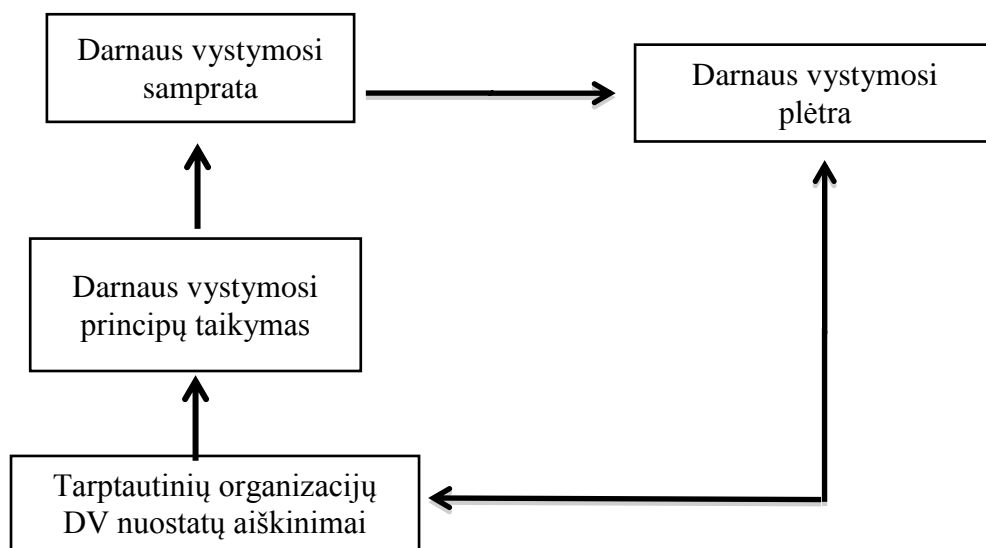 Darnaus vystymosi
samprata
Darnaus vystymosi
plėtra
Darnaus vystymosi
principų taikymas
Tarptautinių organizacijų
DV nuostatų aiškinimai